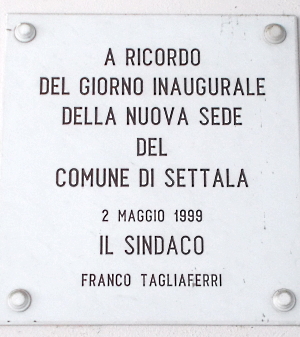 A RICORDO
DEL GIORNO INAUGURALE
DELLA NUOVA SEDE
DEL
COMUNE DI SETTALA
2 MAGGIO 1999
IL SINDACO
FRANCO TAGLIAFERRI